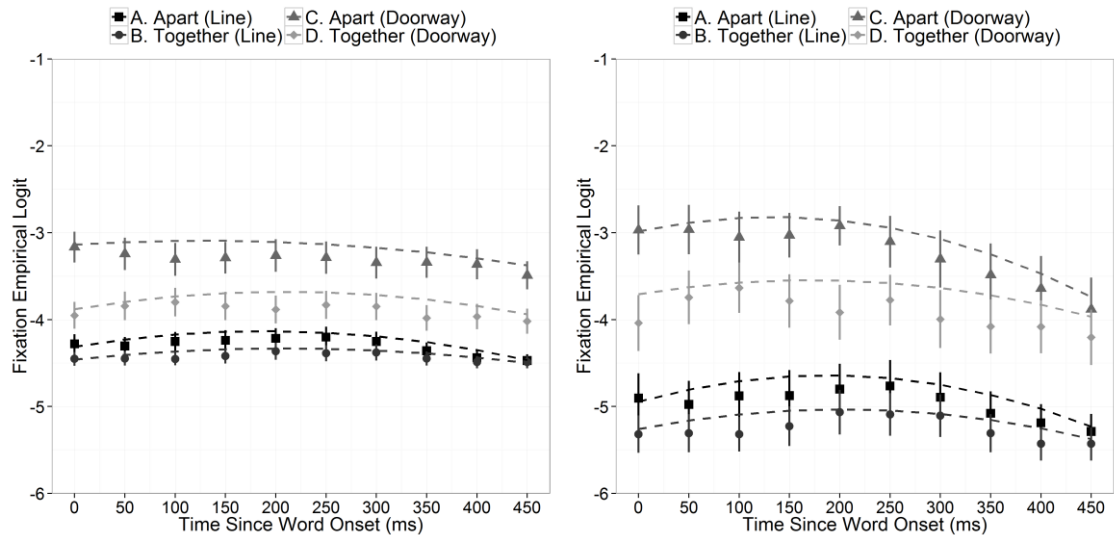 A. Apart (Line) C. Apart (Doorway)
B. Together (Line) D. Together (Doorway)
-1
-2
-3
-4
-5
-6
Fixation Empirical Logit
0 50 100 150 200 250 300 350 400 450
Time Since Word Onset (ms)
A. Apart (Line) C. Apart (Doorway)
B. Together (Line) D. Together (Doorway)
-1
-2
-3
-4
-5
-6
Fixation Empirical Logit
0 50 100 150 200 250 300 350 400 450
Time Since Word Onset (ms)